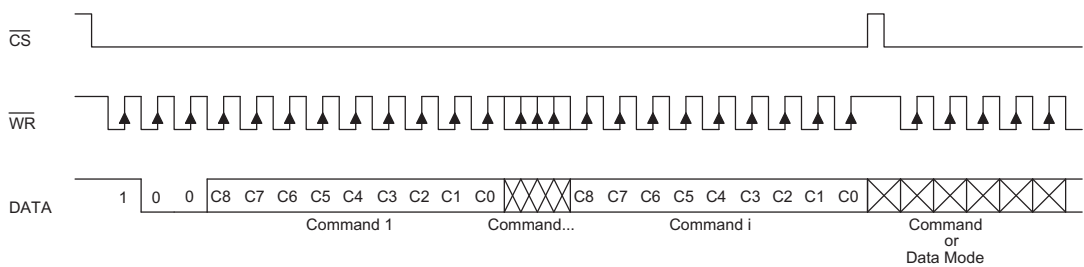 CS
WR
DATA 1 0 0 C8 C7 C6 C5 C4 C3 C2 C1 C0 C8 C7 C6 C5 C4 C3 C2 C1 C0
Command 1 Command... Command i Command
or
Data Mode